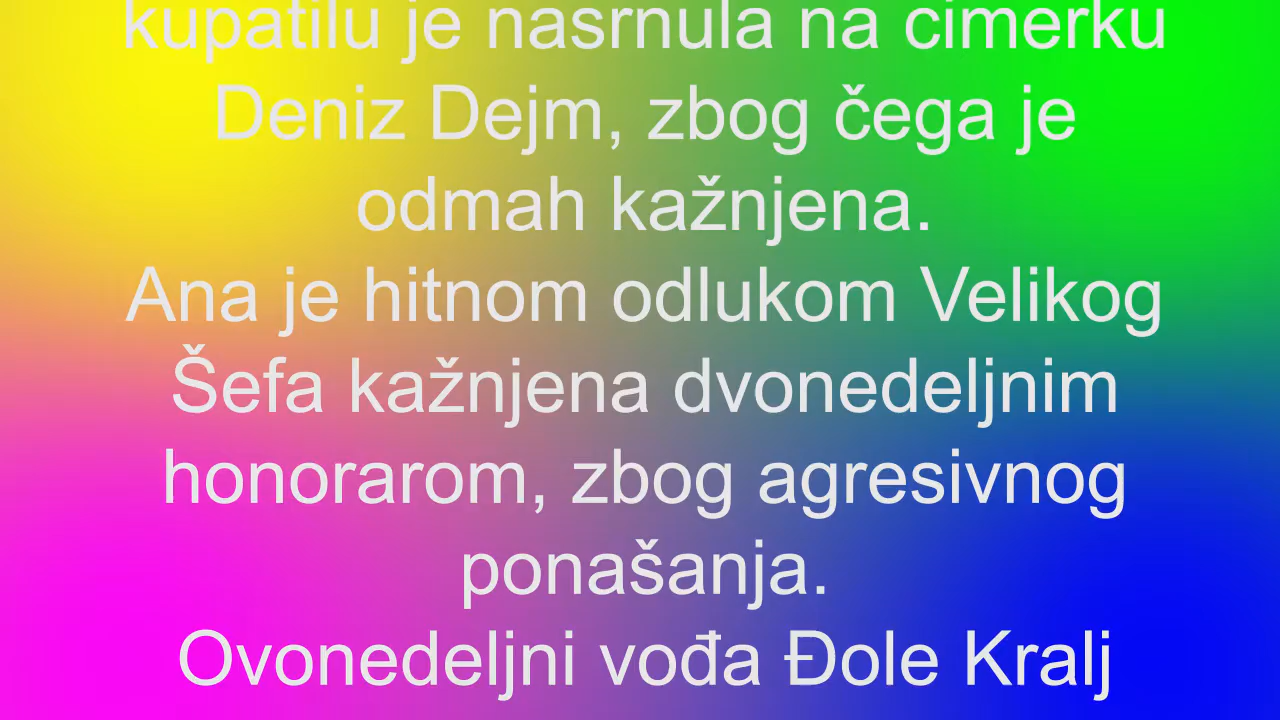 kupatilu je nasrnula na cimerku
Deniz Dejm, zbog čega je
odmah kažnjena.
Ana je hitnom odlukom Velikog
Šefa kažnjena dvonedeljnim
honorarom, zbog agresivnog
ponašanja.
Ovonedeljni vođa Đole Kralj